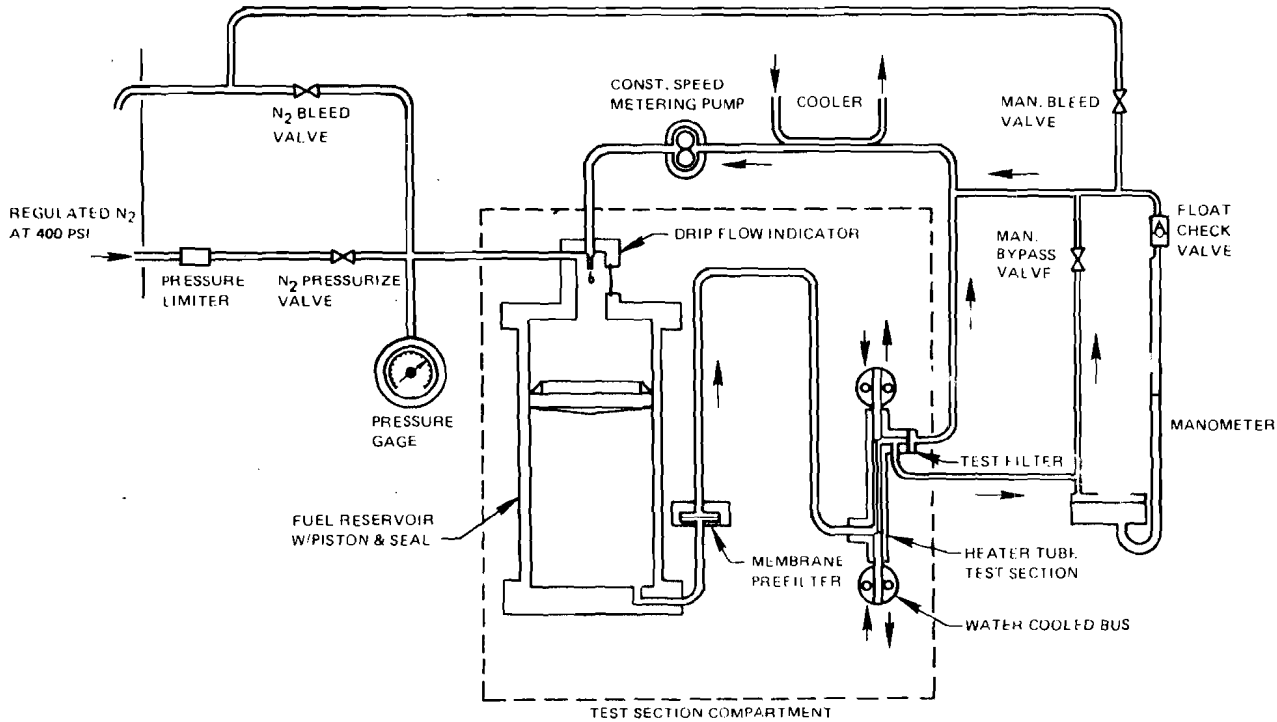 N2 BLEED
VALVE
CONST. SPEED
METERING PUMP
COOLER
MAN. BLEED
VALVE
REGULATED N2
AT 400 PSI
PRESSURE
LIMITER
N2 PRESSURIZE
VALVE
DRIP FLOW INDICATOR
MAN.
BYPASS
VALVE
FLOAT
CHECK
VALVE
PRESSURE
GAGE
MANOMETER
TEST FILTER
FUEL RESERVOIR
W/PISTON & SEAL
MEMBRANE
PREFILTER
HEATER TUBE
TEST SECTION
WATER COOLED BUS
TEST SECTION COMPARTMENT